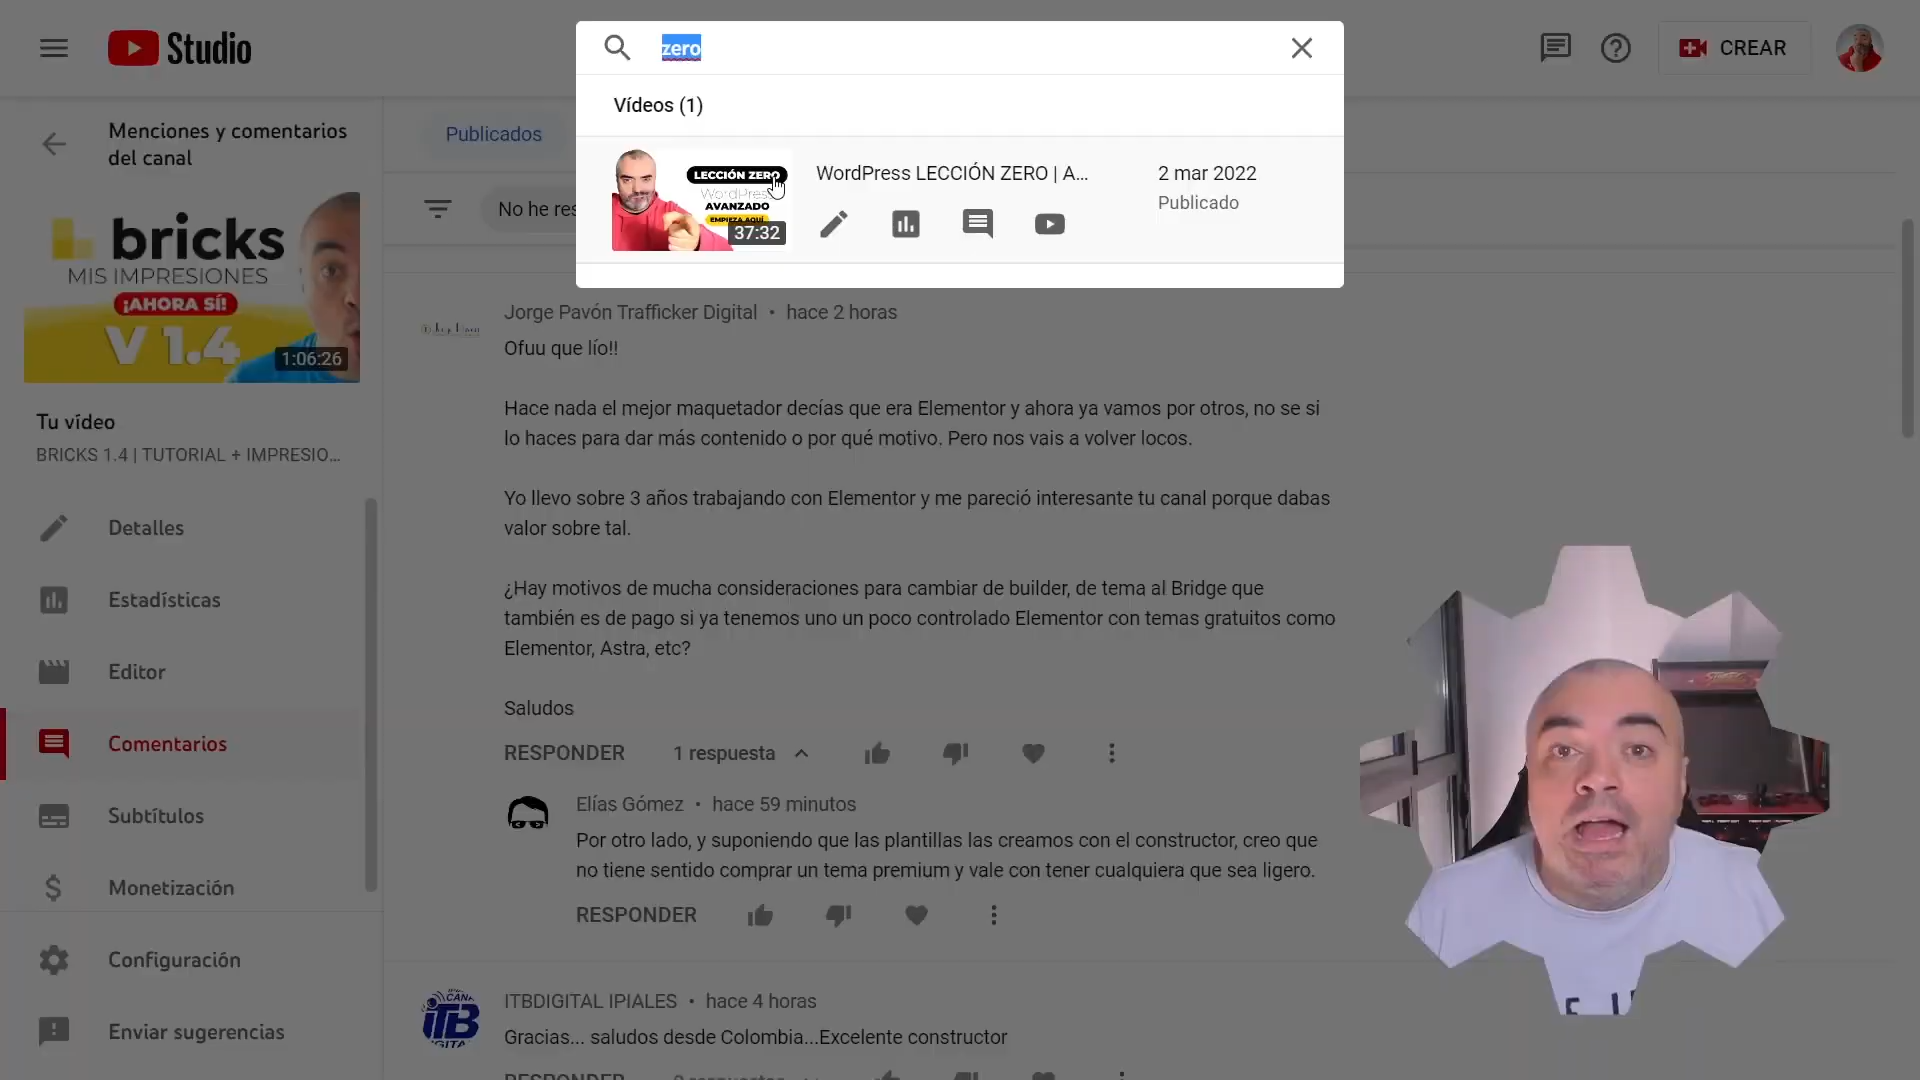 Studio
zero
CREAR
Vídeos (1)
LECCIÓN ZERO
WordPress
AVANZADO
EMPIEZA AQUÍ
37:32
WordPress LECCIÓN ZERO | A...
2 mar 2022
Publicado
Menciones y comentarios
del canal
bricks
MIS IMPRESIONES
¡AHORA SÍ!
V 1.4
1:06:26
Tu vídeo
BRICKS 1.4 | TUTORIAL + IMPRESIO...
Detalles
Estadísticas
Editor
Comentarios
Subtítulos
Monetización
Configuración
Enviar sugerencias
Publicados
No he res
Jorge Pavón Trafficker Digital • hace 2 horas
Ofuu que lío!!
Hace nada el mejor maquetador decías que era Elementor y ahora ya vamos por otros, no se si
lo haces para dar más contenido o por qué motivo. Pero nos vais a volver locos.
Yo llevo sobre 3 años trabajando con Elementor y me pareció interesante tu canal porque dabas
valor sobre tal.
¿Hay motivos de mucha consideraciones para cambiar de builder, de tema al Bridge que
también es de pago si ya tenemos uno un poco controlado Elementor con temas gratuitos como
Elementor, Astra, etc?
Saludos
RESPONDER 1 respuesta
Elías Gómez • hace 59 minutos
Por otro lado, y suponiendo que las plantillas las creamos con el constructor, creo que
no tiene sentido comprar un tema premium y vale con tener cualquiera que sea ligero.
RESPONDER
ITBDIGITAL IPIALES • hace 4 horas
Gracias... saludos desde Colombia...Excelente constructor
RESPONDER